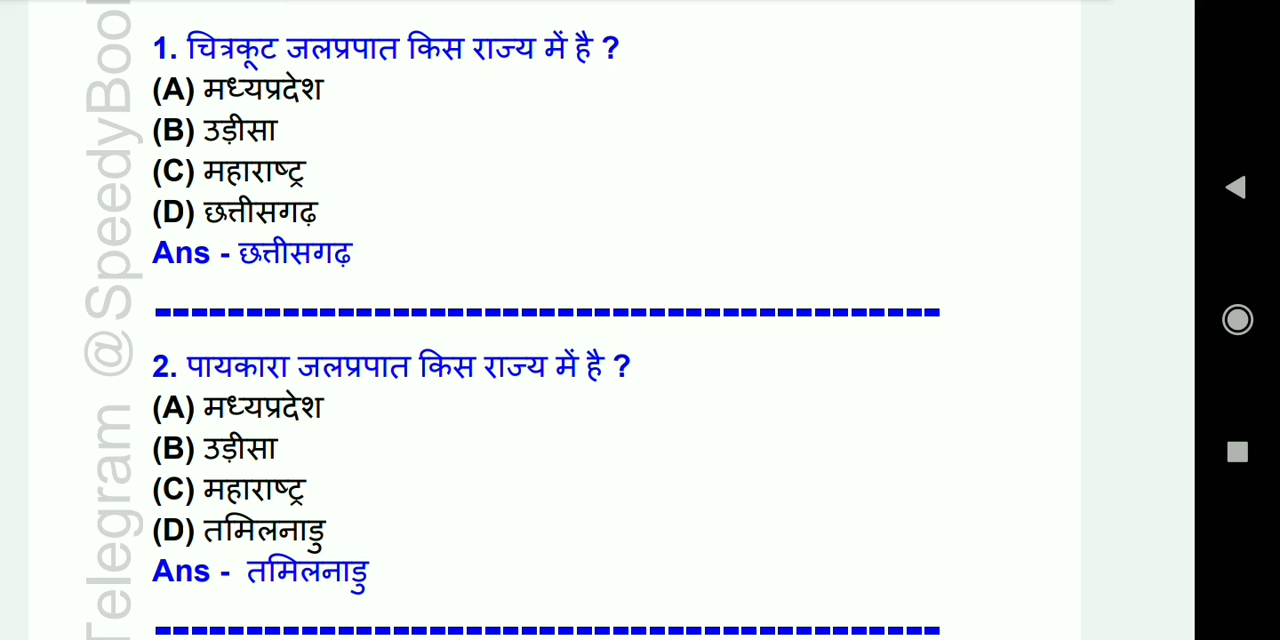 1. चित्रकूट जलप्रपात किस राज्य में है ?
(A) मध्यप्रदेश
(B) उड़ीसा
(C) महाराष्ट्र
(D) छत्तीसगढ़
Ans - छत्तीसगढ़
2. पायकारा जलप्रपात किस राज्य में है ?
(A) मध्यप्रदेश
(B) उड़ीसा
(C) महाराष्ट्र
(D) तमिलनाडु
Ans - तमिलनाडु
Telegram @SpeedyBoo